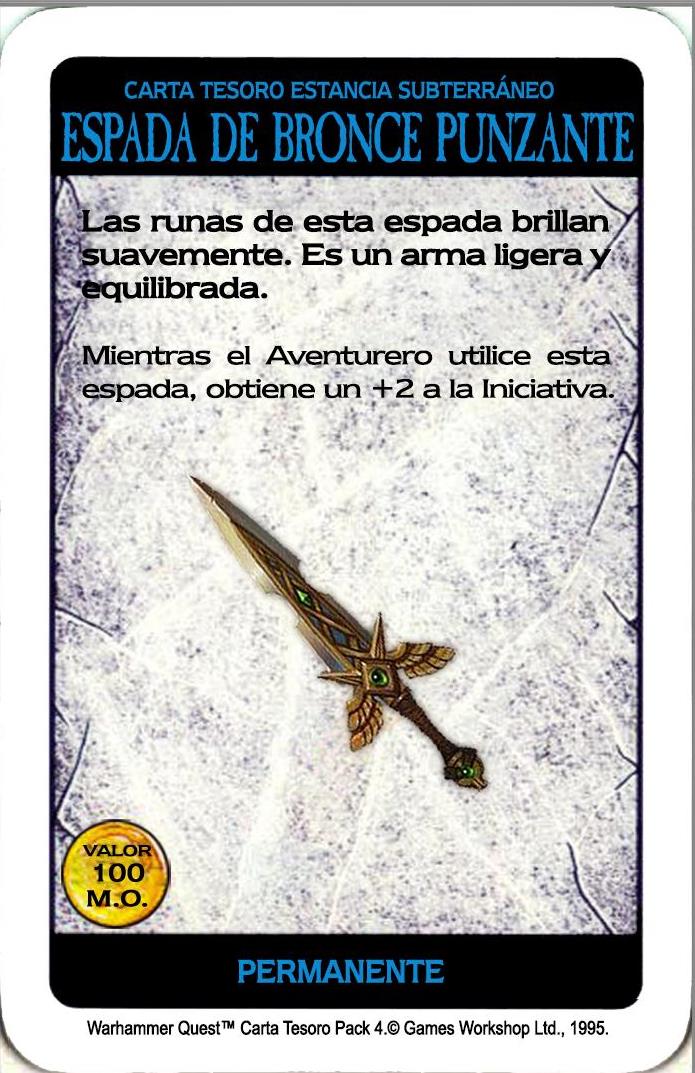 CARTA TESORO ESTANCIA SUBTERRÁNEO
ESPADA DE BRONCE PUNZANTE
Las runas de esta espada brillan
suavemente. Es un arma ligera y
equilibrada.
Mientras el Aventurero utilice esta
espada, obtiene un +2 a la Iniciativa.
VALOR
100
M.O.
PERMANENTE
Warhammer Quest™ Carta Tesoro Pack 4.© Games Workshop Ltd., 1995.